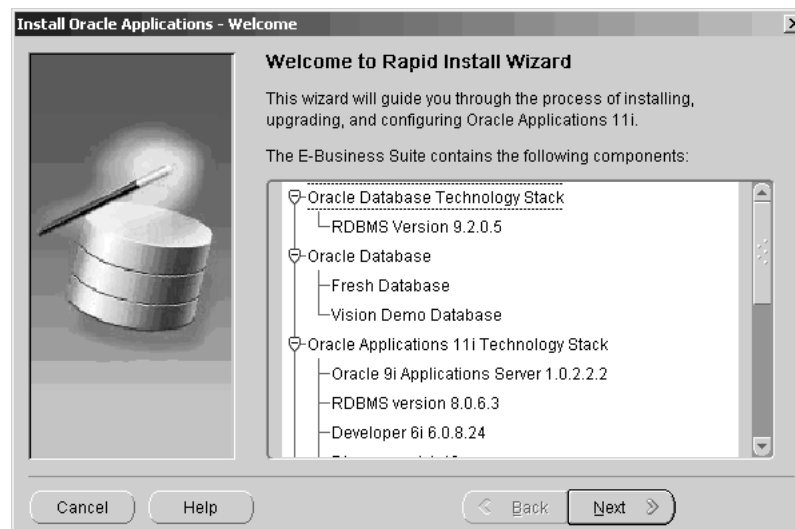 Install Oracle Applications - Welcome
Welcome to Rapid Install Wizard
This wizard will guide you through the process of installing,
upgrading, and configuring Oracle Applications 11i.
The E-Business Suite contains the following components:
Oracle Database Technology Stack
RDBMS Version 9.2.0.5
Oracle Database
Fresh Database
Vision Demo Database
Oracle Applications 11i Technology Stack
Oracle 9i Applications Server 1.0.2.2.2
RDBMS version 8.0.6.3
Developer 6i 6.0.8.24
Cancel
Help
Back
Next